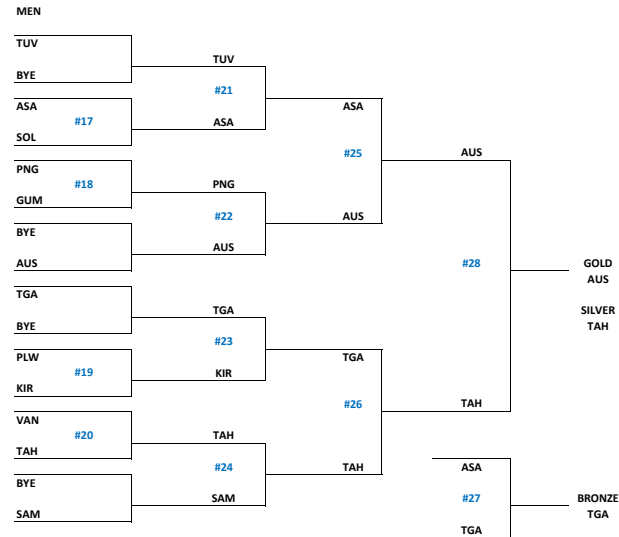 MEN
TUV
BYE
ASA
#17
SOL
PNG
#18
GUM
BYE
AUS
TGA
BYE
PLW
#19
KIR
VAN
#20
TAH
BYE
SAM
TUV
#21
ASA
PNG
#22
AUS
TGA
#23
KIR
TAH
#24
SAM
ASA
#25
AUS
TGA
#26
TAH
AUS
#28
TAH
ASA
#27
TGA
GOLD
AUS
SILVER
TAH
BRONZE
TGA